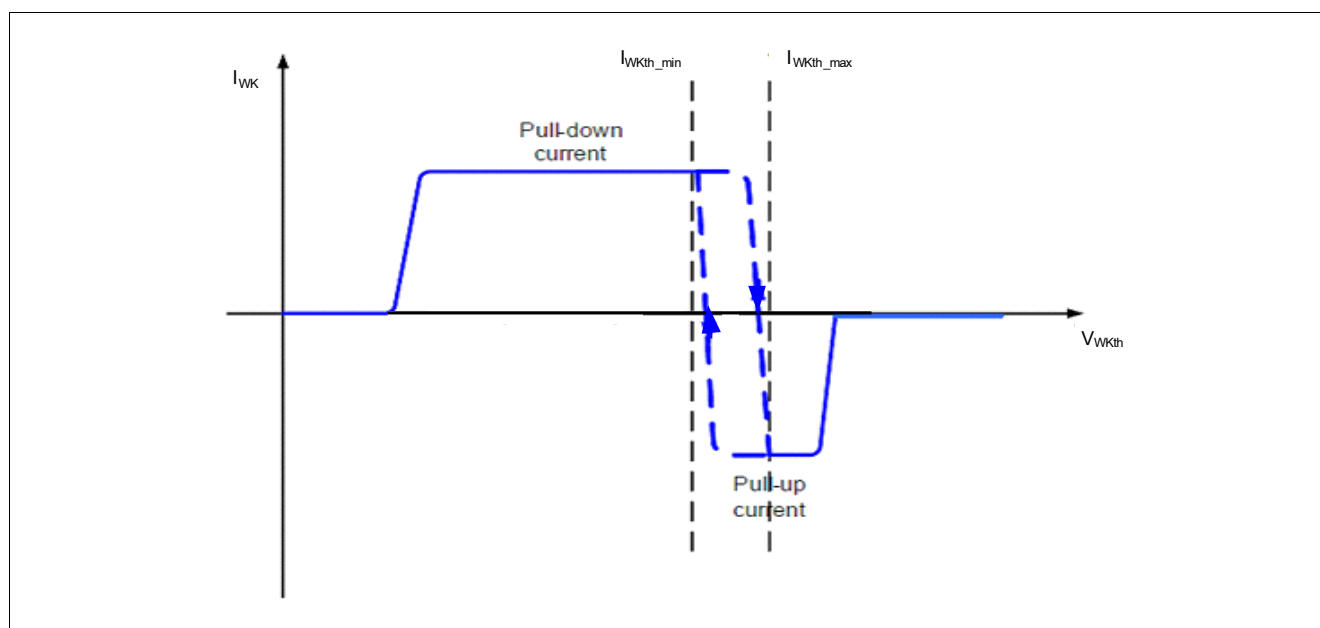 I_WKth_min
I_WKth_max
I_WK
Pull-down
current
V_WKth
Pull-up
current